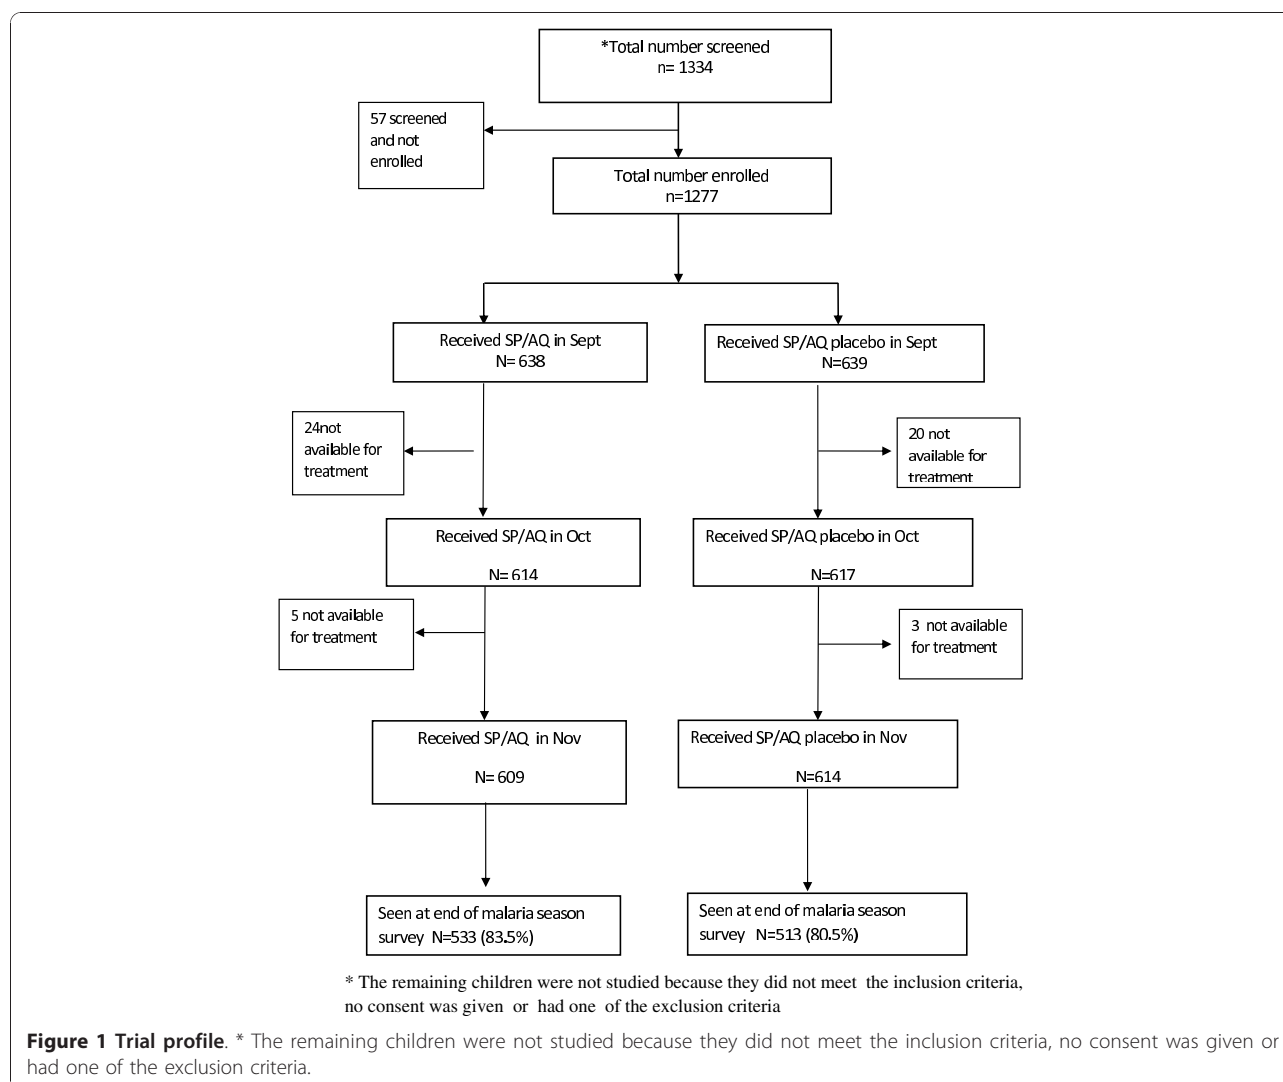 *Total number screened
n= 1334
57 screened
and not
enrolled
Total number enrolled
n=1277
Received SP/AQ in Sept
N= 638
Received SP/AQ placebo in Sept
N=639
24not
available for
treatment
20 not
available for
treatment
Received SP/AQ in Oct
N= 614
Received SP/AQ placebo in Oct
N=617
5 not available
for treatment
3 not available
for treatment
Received SP/AQ in Nov
N= 609
Received SP/AQ placebo in Nov
N=614
Seen at end of malaria season
survey N=533 (83.5%)
Seen at end of malaria season
survey N=513 (80.5%)
* The remaining children were not studied because they did not meet the inclusion criteria,
no consent was given or had one of the exclusion criteria
Figure 1 Trial profile. * The remaining children were not studied because they did not meet the inclusion criteria, no consent was given or
had one of the exclusion criteria.